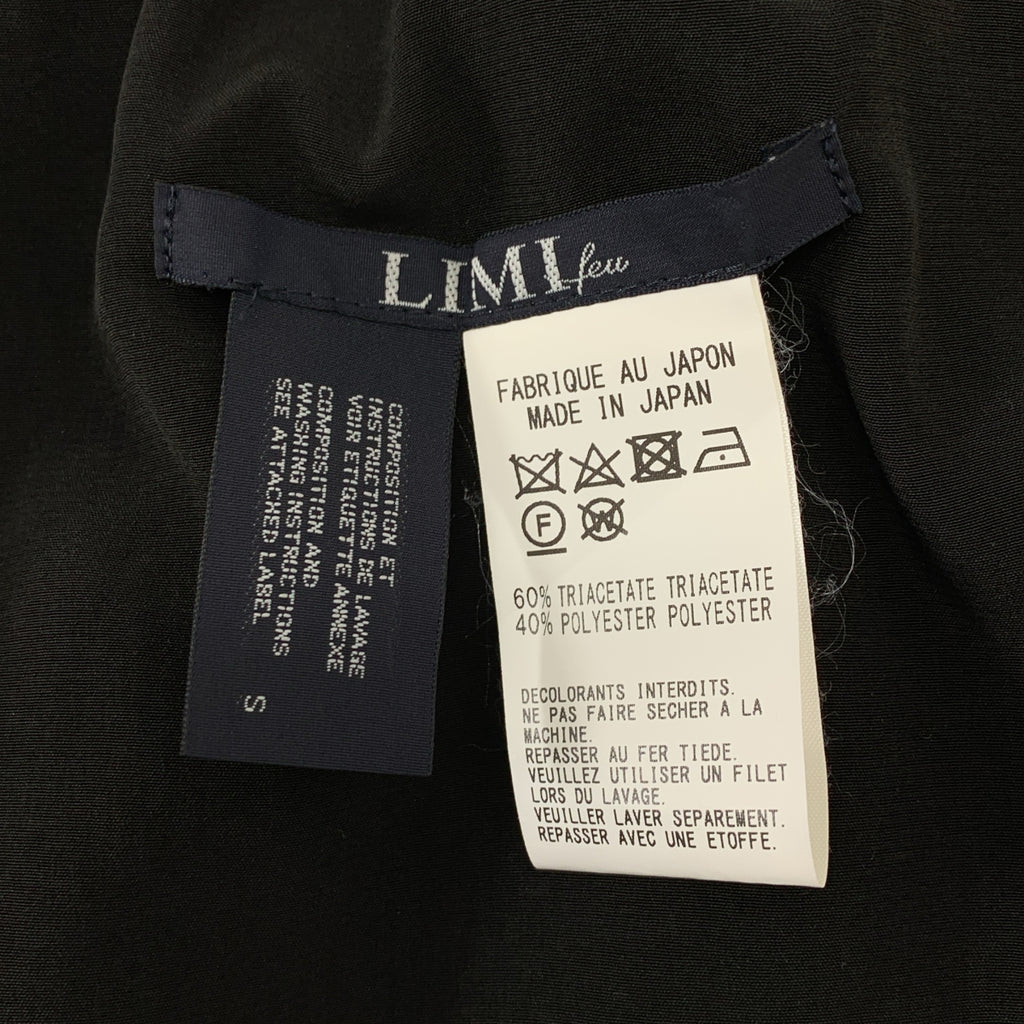 LIMI feu
COMPOSITION ET
INSTRUCTIONS DE LAVAGE
VOIR ETIQUETTE ANNEXE
COMPOSITION AND
WASHING INSTRUCTIONS
SEE ATTACHED LABEL
S
FABRIQUE AU JAPON
MADE IN JAPAN
F
W
60% TRIACETATE TRIACETATE
40% POLYESTER POLYESTER
DECOLORANTS INTERDITS.
NE PAS FAIRE SECHER A LA
MACHINE.
REPASSER AU FER TIEDE.
VEUILLEZ UTILISER UN FILET
LORS DU LAVAGE.
VEUILLER LAVER SEPAREMENT.
REPASSER AVEC UNE ETOFFE.